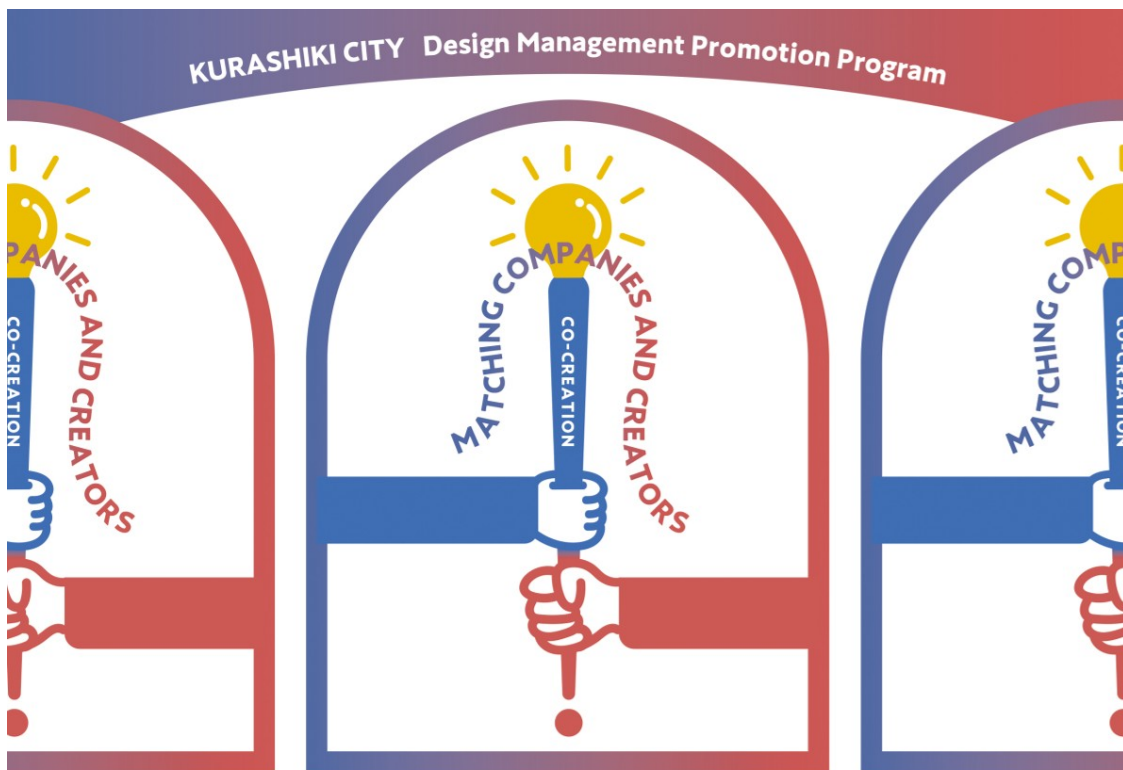 KURASHIKI CITY Design Management Promotion Program
PANIES AND CREATORS
CO-CREATION
MATCHING COMPANIES AND CREATORS
CO-CREATION
MATCHING COMP
CO-CREATION